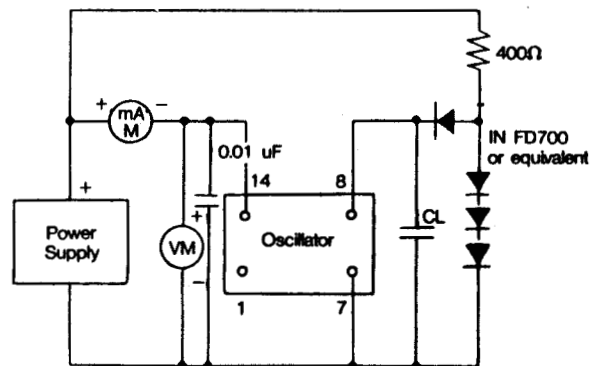 400Ω
+
mA
M
-
0.01 uF
IN FD700
or equivalent
14
8
+
Power
Supply
+
VM
-
Oscillator
CL
1
7